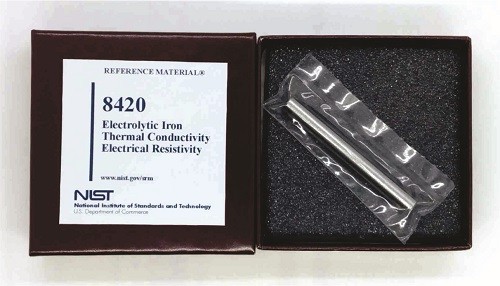 REFERENCE MATERIAL®
8420
Electrolytic Iron
Thermal Conductivity
Electrical Resistivity
www.nist.gov/srm
NIST
National Institute of Standards and Technology
U.S. Department of Commerce